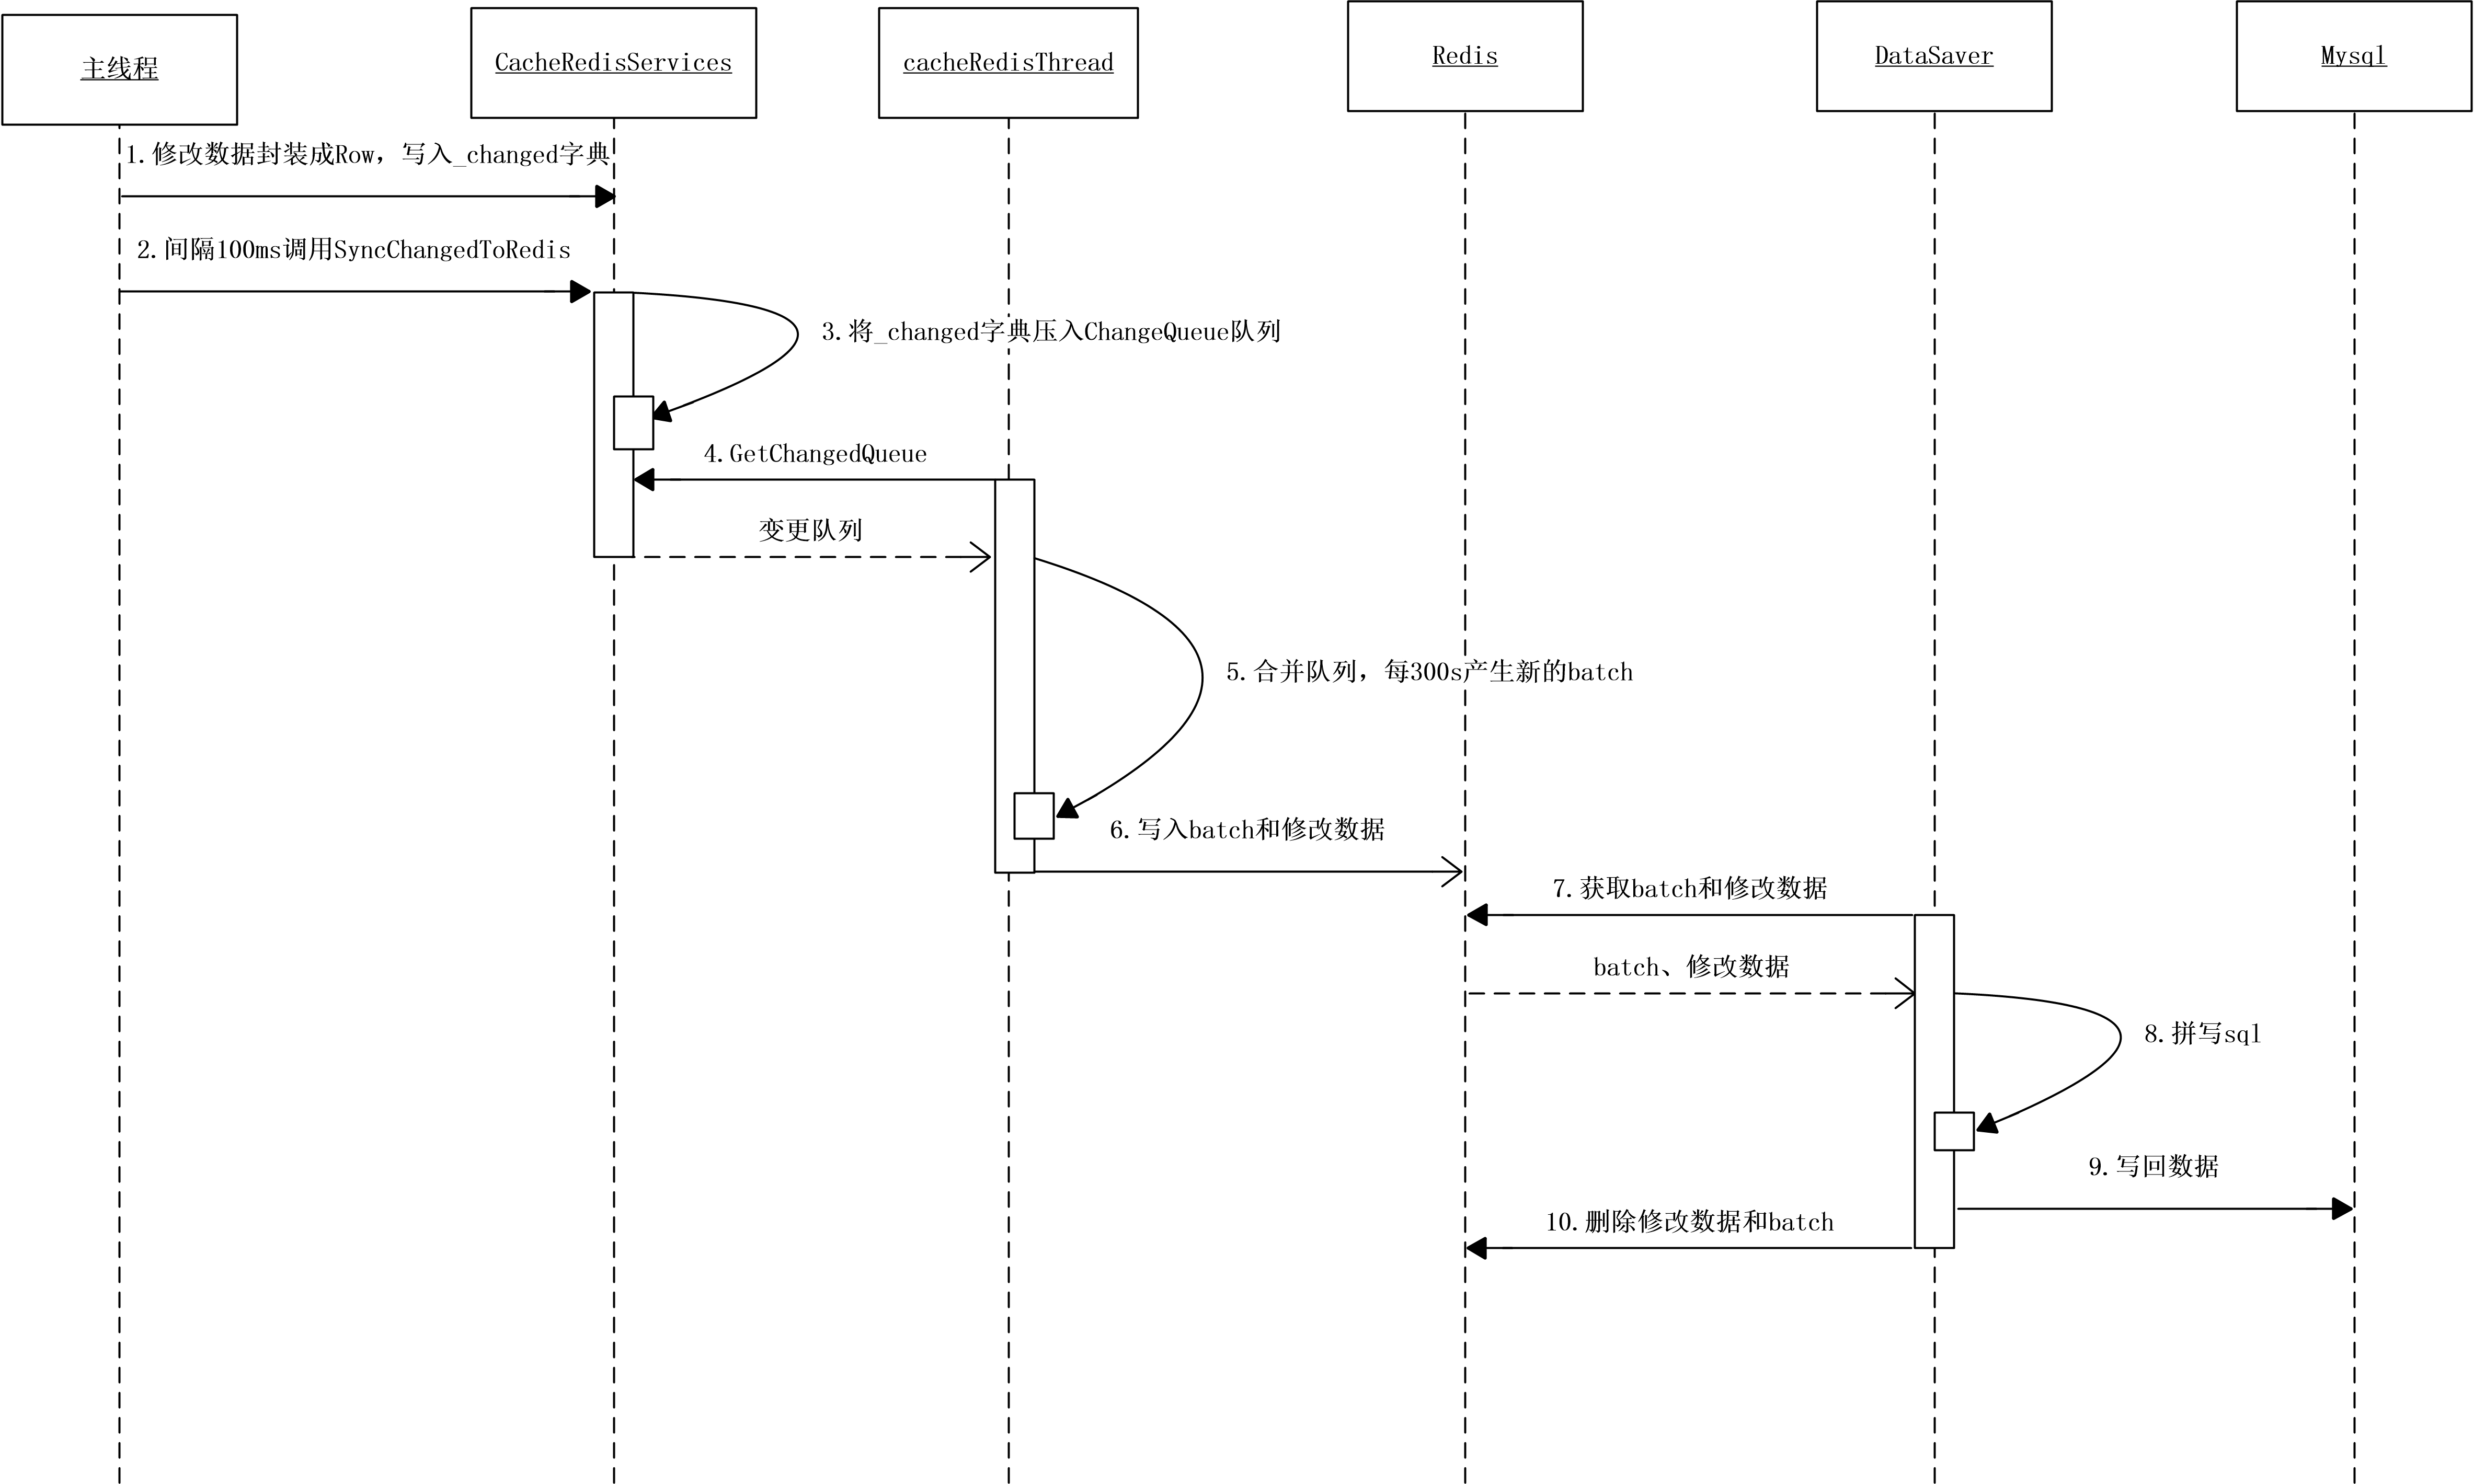 主线程
CacheRedisServices
cacheRedisThread
Redis
DataSaver
Mysql
1.修改数据封装成Row，写入_changed字典
2.间隔100ms调用SyncChangedToRedis
3.将_changed字典压入ChangeQueue队列
4.GetChangedQueue
变更队列
5.合并队列，每300s产生新的batch
6.写入batch和修改数据
7.获取batch和修改数据
batch、修改数据
8.拼写sql
9.写回数据
10.删除修改数据和batch